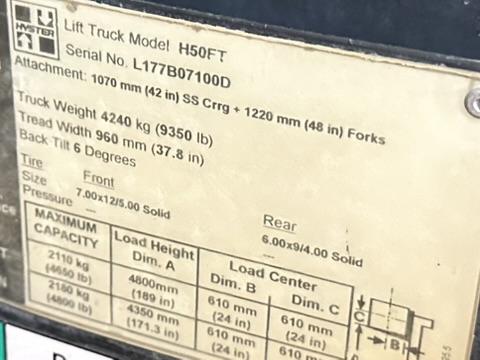 HYSTER
Lift Truck Model H50FT
Serial No. L177B07100D
Attachment: 1070 mm (42 in) SS Crrg + 1220 mm (48 in) Forks
Truck Weight 4240 kg (9350 lb)
Tread Width 960 mm (37.8 in)
Back Tilt 6 Degrees
Tire Front Rear
Size 7.00x12/5.00 Solid 6.00x9/4.00 Solid
Pressure --- ---
MAXIMUM CAPACITY
Load Height Dim. A
Load Center
Dim. B Dim. C
2110 kg (4650 lb) 4800mm (189 in) 610 mm (24 in) 610 mm (24 in)
2180 kg (4800 lb) 4350 mm (171.3 in) 610 mm (24 in) 610 mm
C
B
A